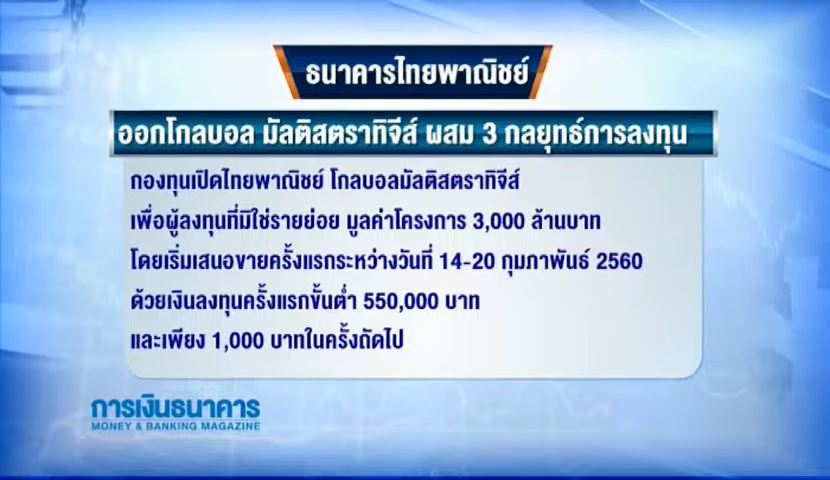 ธนาคารไทยพาณิชย์
ออกโกลบอล มัลติสตราทิจีส์ ผสม 3 กลยุทธ์การลงทุน
กองทุนเปิดไทยพาณิชย์ โกลบอลมัลติสตราทิจีส์
เพื่อผู้ลงทุนที่มิใช่รายย่อย มูลค่าโครงการ 3,000 ล้านบาท
โดยเริ่มเสนอขายครั้งแรกระหว่างวันที่ 14-20 กุมภาพันธ์ 2560
ด้วยเงินลงทุนครั้งแรกขั้นต่ำ 550,000 บาท
และเพียง 1,000 บาทในครั้งถัดไป
การเงินธนาคาร
MONEY & BANKING MAGAZINE